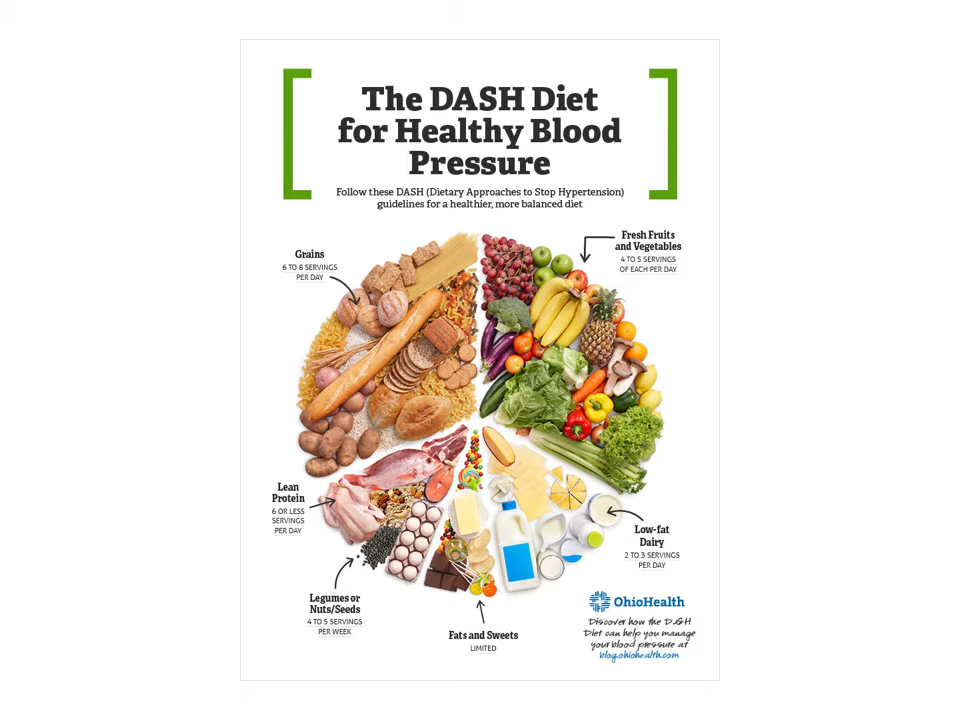 The DASH Diet
for Healthy Blood
Pressure
Follow these DASH (Dietary Approaches to Stop Hypertension)
guidelines for a healthier, more balanced diet
Grains
6 TO 8 SERVINGS
PER DAY
Fresh Fruits
and Vegetables
4 TO 5 SERVINGS
OF EACH PER DAY
Lean
Protein
6 OR LESS
SERVINGS
PER DAY
Low-fat
Dairy
2 TO 3 SERVINGS
PER DAY
Legumes or
Nuts/Seeds
4 TO 5 SERVINGS
PER WEEK
Fats and Sweets
LIMITED
OhioHealth
Discover how the DASH
Diet can help you manage
your blood pressure at
blog.ohiohealth.com